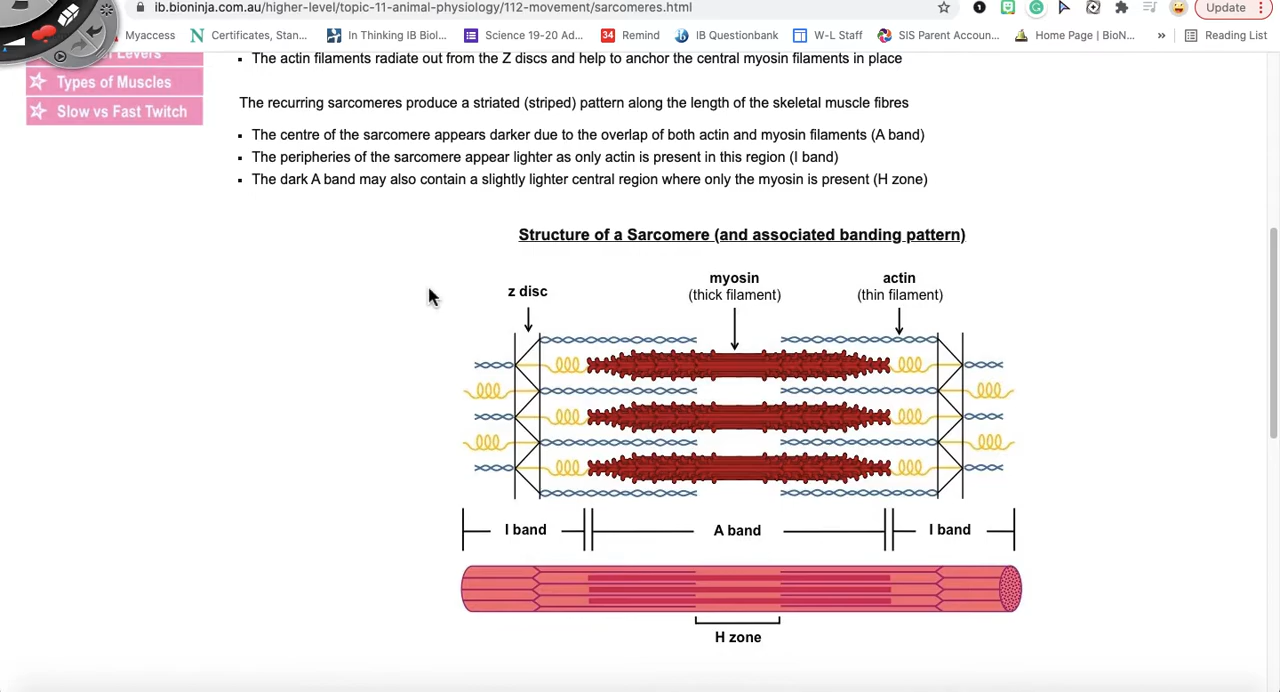 ib.bioninja.com.au/higher-level/topic-11-animal-physiology/112-movement/sarcomeres.html
Update
Myaccess
Certificates, Stan...
In Thinking IB Biol...
Science 19-20 Ad...
34 Remind
IB Questionbank
W-L Staff
SIS Parent Accoun...
Home Page | BioN...
»
Reading List
Levers
Types of Muscles
Slow vs Fast Twitch
▪ The actin filaments radiate out from the Z discs and help to anchor the central myosin filaments in place
The recurring sarcomeres produce a striated (striped) pattern along the length of the skeletal muscle fibres
▪ The centre of the sarcomere appears darker due to the overlap of both actin and myosin filaments (A band)
▪ The peripheries of the sarcomere appear lighter as only actin is present in this region (I band)
▪ The dark A band may also contain a slightly lighter central region where only the myosin is present (H zone)
Structure of a Sarcomere (and associated banding pattern)
z disc
myosin
(thick filament)
actin
(thin filament)
I band
A band
I band
H zone